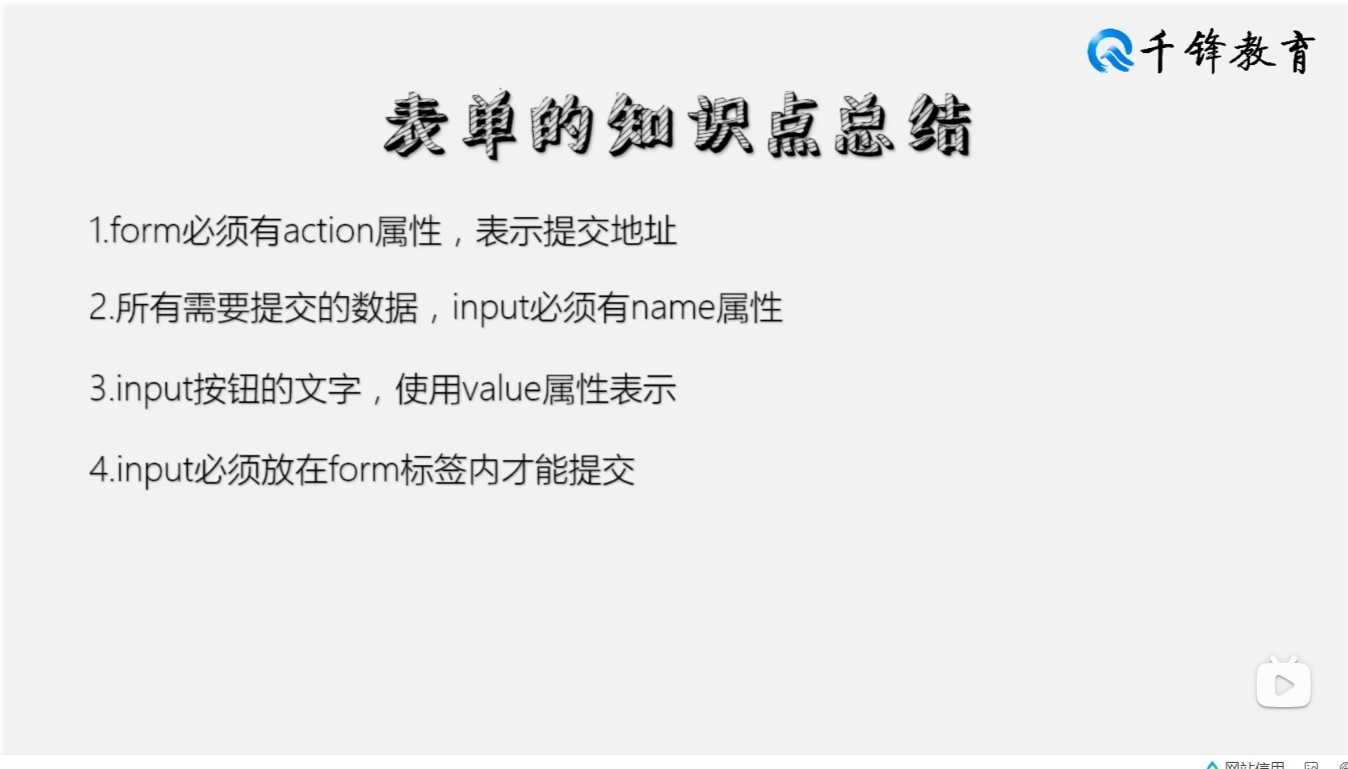 千锋教育
表单的知识点总结
1.form必须有action属性，表示提交地址
2.所有需要提交的数据，input必须有name属性
3.input按钮的文字，使用value属性表示
4.input必须放在form标签内才能提交
网站信用